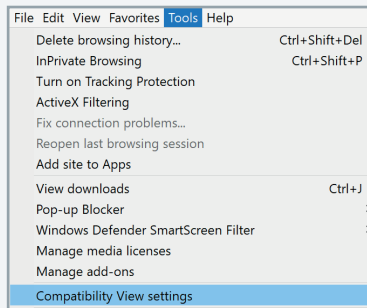 File Edit View Favorites Tools Help
Delete browsing history... Ctrl+Shift+Del
InPrivate Browsing Ctrl+Shift+P
Turn on Tracking Protection
ActiveX Filtering
Fix connection problems...
Reopen last browsing session
Add site to Apps
View downloads Ctrl+J
Pop-up Blocker
Windows Defender SmartScreen Filter
Manage media licenses
Manage add-ons
Compatibility View settings